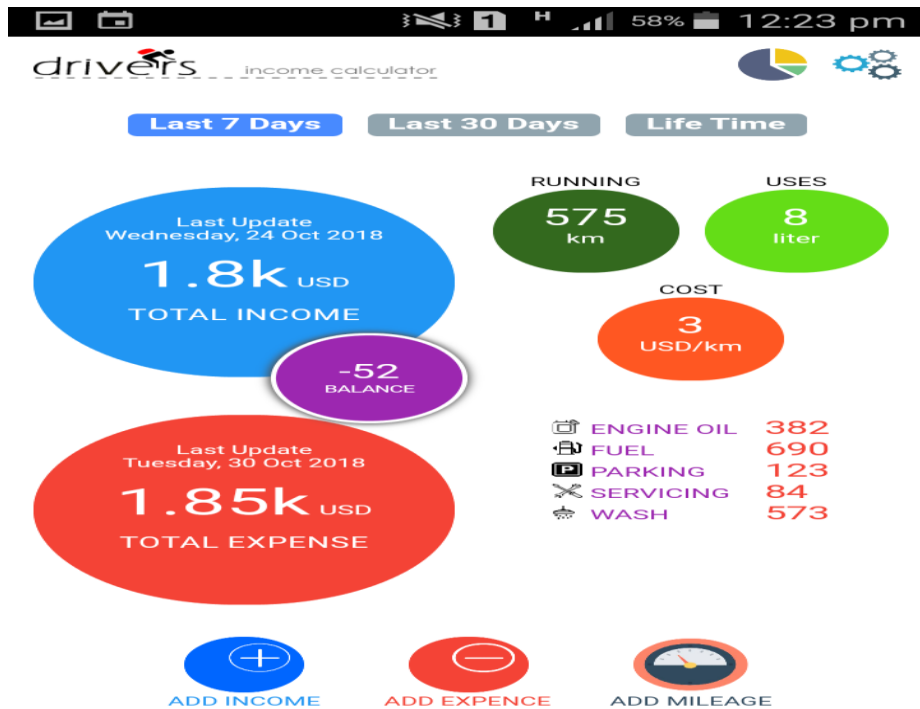 1 H 58% 12:23 pm
drivers income calculator
Last 7 Days Last 30 Days Life Time
Last Update
Wednesday, 24 Oct 2018
1.8k USD
TOTAL INCOME
-52
BALANCE
Last Update
Tuesday, 30 Oct 2018
1.85k USD
TOTAL EXPENSE
RUNNING
575
km
USES
8
liter
COST
3
USD/km
ENGINE OIL 382
FUEL 690
P PARKING 123
SERVICING 84
WASH 573
ADD INCOME ADD EXPENCE ADD MILEAGE